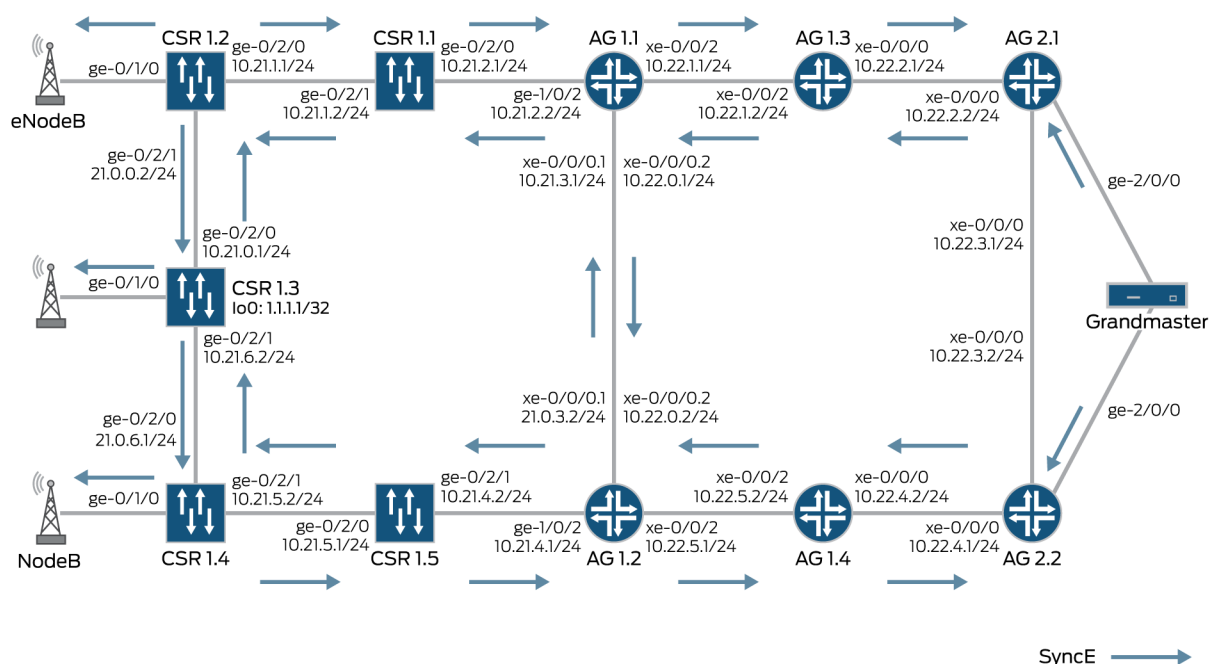 CSR 1.2
ge-0/2/0
10.21.1.1/24
CSR 1.1
ge-0/2/0
10.21.2.1/24
AG 1.1
xe-0/0/2
10.22.1.1/24
AG 1.3
xe-0/0/0
10.22.2.1/24
AG 2.1
ge-0/1/0
eNodeB
ge-0/2/1
10.21.1.2/24
ge-1/0/2
10.21.2.2/24
xe-0/0/2
10.22.1.2/24
xe-0/0/0
10.22.2.2/24
ge-0/2/1
21.0.0.2/24
xe-0/0/0.1
10.21.3.1/24
xe-0/0/0.2
10.22.0.1/24
ge-2/0/0
ge-0/2/0
10.21.0.1/24
xe-0/0/0
10.22.3.1/24
ge-0/1/0
CSR 1.3
lo0: 1.1.1.1/32
Grandmaster
ge-0/2/1
10.21.6.2/24
xe-0/0/0
10.22.3.2/24
ge-0/2/0
21.0.6.1/24
xe-0/0/0.1
21.0.3.2/24
xe-0/0/0.2
10.22.0.2/24
ge-2/0/0
ge-0/1/0
NodeB
ge-0/2/1
10.21.5.2/24
CSR 1.4
ge-0/2/0
10.21.5.1/24
ge-0/2/1
10.21.4.2/24
CSR 1.5
ge-1/0/2
10.21.4.1/24
AG 1.2
xe-0/0/2
10.22.5.1/24
xe-0/0/2
10.22.5.2/24
AG 1.4
xe-0/0/0
10.22.4.2/24
xe-0/0/0
10.22.4.1/24
AG 2.2
SyncE